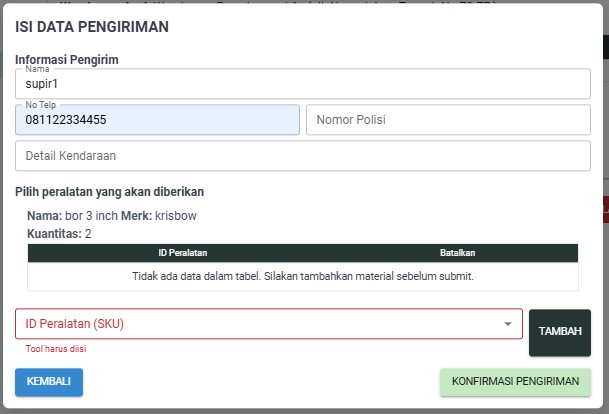 ISI DATA PENGIRIMAN
Informasi Pengirim
Nama
supir1
No Telp
081122334455
Nomor Polisi
Detail Kendaraan
Pilih peralatan yang akan diberikan
Nama: bor 3 inch Merk: krisbow
Kuantitas: 2
ID Peralatan Batalkan
Tidak ada data dalam tabel. Silakan tambahkan material sebelum submit.
ID Peralatan (SKU)
TAMBAH
Tool harus diisi
KEMBALI
KONFIRMASI PENGIRIMAN